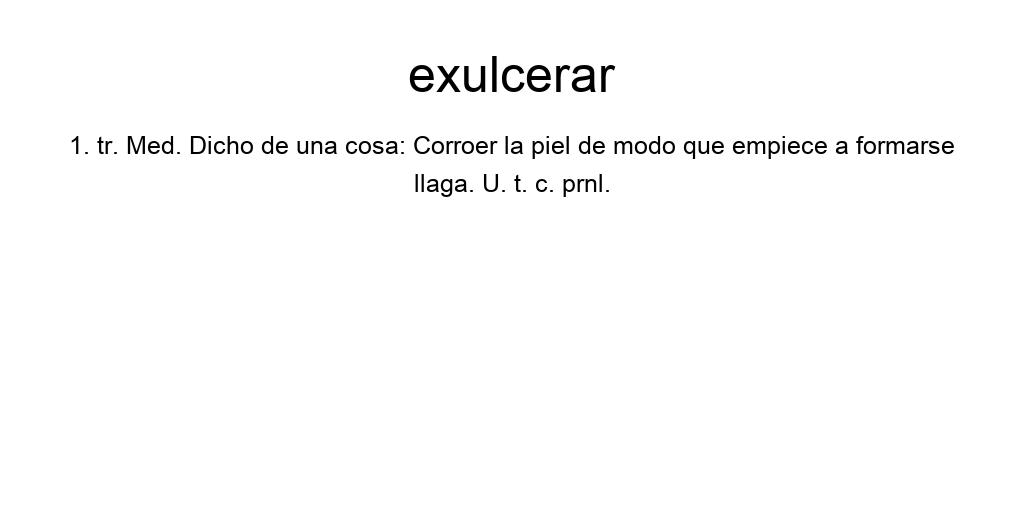 exulcerar
1. tr. Med. Dicho de una cosa: Corroer la piel de modo que empiece a formarse
llaga. U. t. c. prnl.